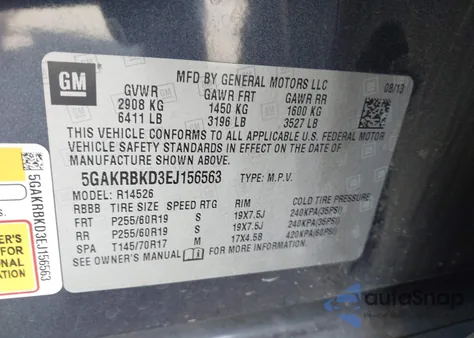 GM
MFD BY GENERAL MOTORS LLC
08/13
GVWR GAWR FRT GAWR RR
2908 KG 1450 KG 1600 KG
6411 LB 3196 LB 3527 LB
THIS VEHICLE CONFORMS TO ALL APPLICABLE U.S. FEDERAL MOTOR
VEHICLE SAFETY STANDARDS IN EFFECT ON THE DATE OF
MANUFACTURE SHOWN ABOVE.
5GAKRBKD3EJ156563 TYPE: M.P.V.
MODEL: R14526
RBBB TIRE SIZE SPEED RTG RIM COLD TIRE PRESSURE
FRT P255/60R19 S 19X7.5J 240KPA(35PSI)
RR P255/60R19 S 19X7.5J 240KPA(35PSI)
SPA T145/70R17 M 17X4.5B 420KPA(60PSI)
SEE OWNER'S MANUAL
5GAKRBKD3EJ156563
ER'S
FOR
ONAL
ATION
autoSnap